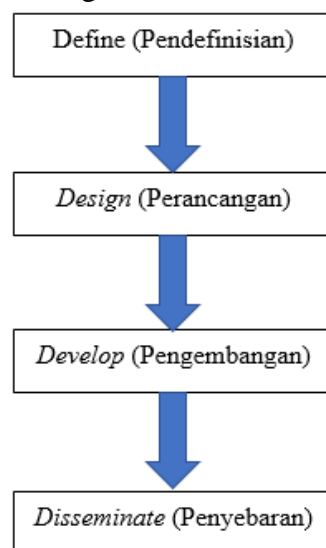 Define (Pendefinisian)
Design (Perancangan)
Develop (Pengembangan)
Disseminate (Penyebaran)